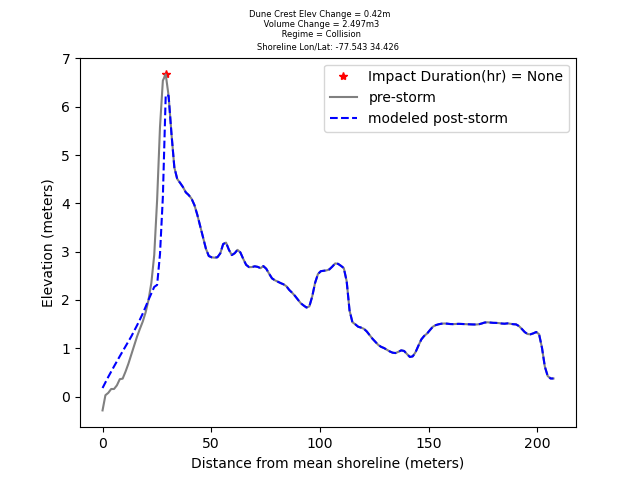 Dune Crest Elev Change = 0.42m
Volume Change = 2.497m3
Regime = Collision
Shoreline Lon/Lat: -77.543 34.426
Impact Duration(hr) = None
pre-storm
modeled post-storm
7
6
5
4
3
2
1
0
Elevation (meters)
0 50 100 150 200
Distance from mean shoreline (meters)